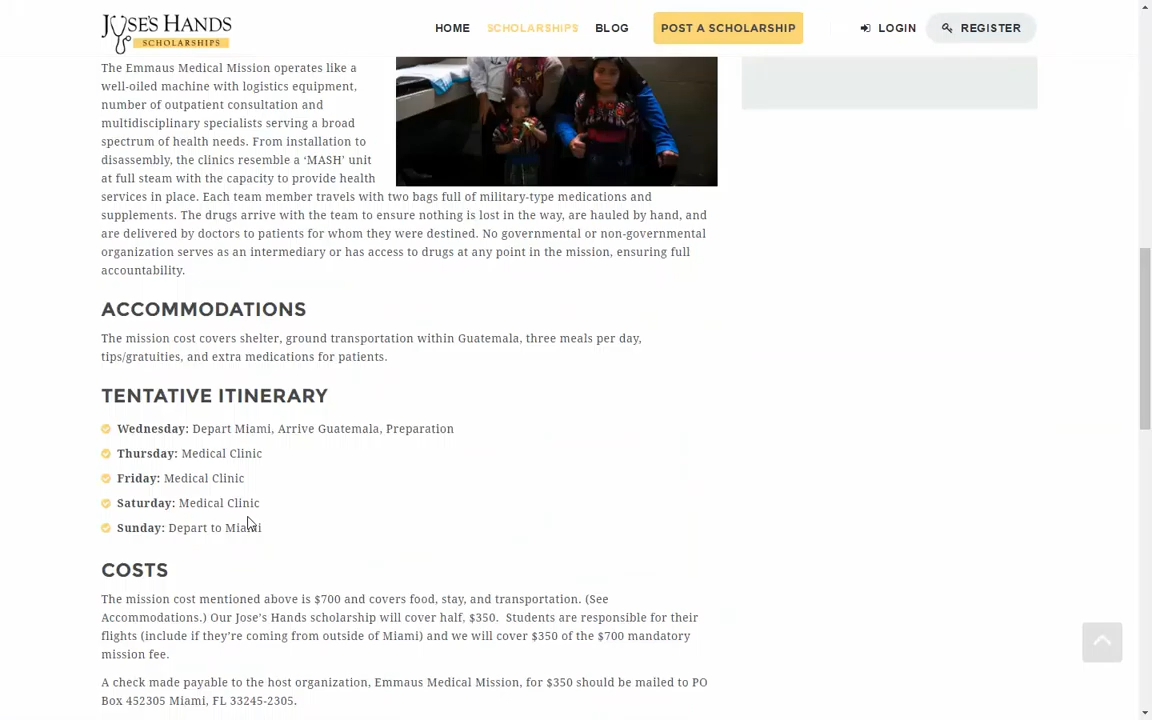 JOSE'S HANDS
SCHOLARSHIPS
HOME
SCHOLARSHIPS
BLOG
POST A SCHOLARSHIP
LOGIN
REGISTER
The Emmaus Medical Mission operates like a
well-oiled machine with logistics equipment,
number of outpatient consultation and
multidisciplinary specialists serving a broad
spectrum of health needs. From installation to
disassembly, the clinics resemble a ‘MASH’ unit
at full steam with the capacity to provide health
services in place. Each team member travels with two bags full of military-type medications and
supplements. The drugs arrive with the team to ensure nothing is lost in the way, are hauled by hand, and
are delivered by doctors to patients for whom they were destined. No governmental or non-governmental
organization serves as an intermediary or has access to drugs at any point in the mission, ensuring full
accountability.
ACCOMMODATIONS
The mission cost covers shelter, ground transportation within Guatemala, three meals per day,
tips/gratuities, and extra medications for patients.
TENTATIVE ITINERARY
Wednesday: Depart Miami, Arrive Guatemala, Preparation
Thursday: Medical Clinic
Friday: Medical Clinic
Saturday: Medical Clinic
Sunday: Depart to Miami
COSTS
The mission cost mentioned above is $700 and covers food, stay, and transportation. (See
Accommodations.) Our Jose’s Hands scholarship will cover half, $350. Students are responsible for their
flights (include if they’re coming from outside of Miami) and we will cover $350 of the $700 mandatory
mission fee.
A check made payable to the host organization, Emmaus Medical Mission, for $350 should be mailed to PO
Box 452305 Miami, FL 33245-2305.